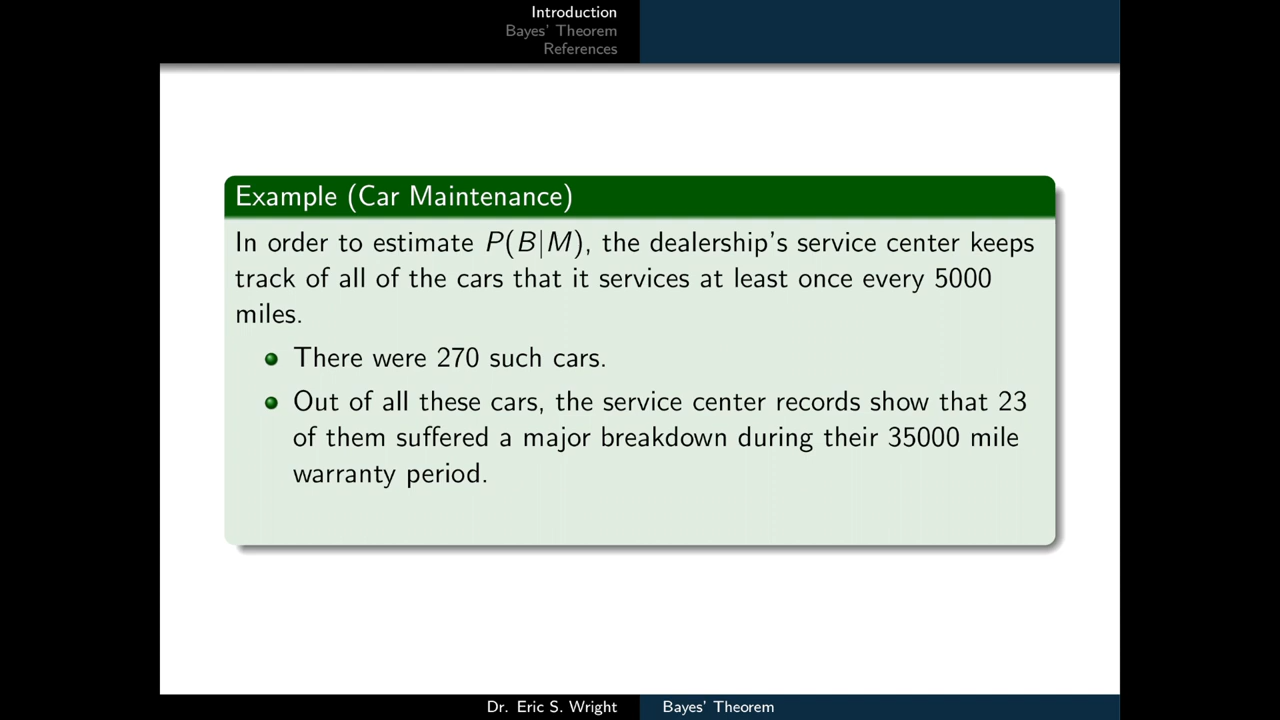 Introduction
Bayes' Theorem
References
Example (Car Maintenance)
In order to estimate P(B|M), the dealership's service center keeps
track of all of the cars that it services at least once every 5000
miles.
There were 270 such cars.
Out of all these cars, the service center records show that 23
of them suffered a major breakdown during their 35000 mile
warranty period.
Dr. Eric S. Wright
Bayes' Theorem